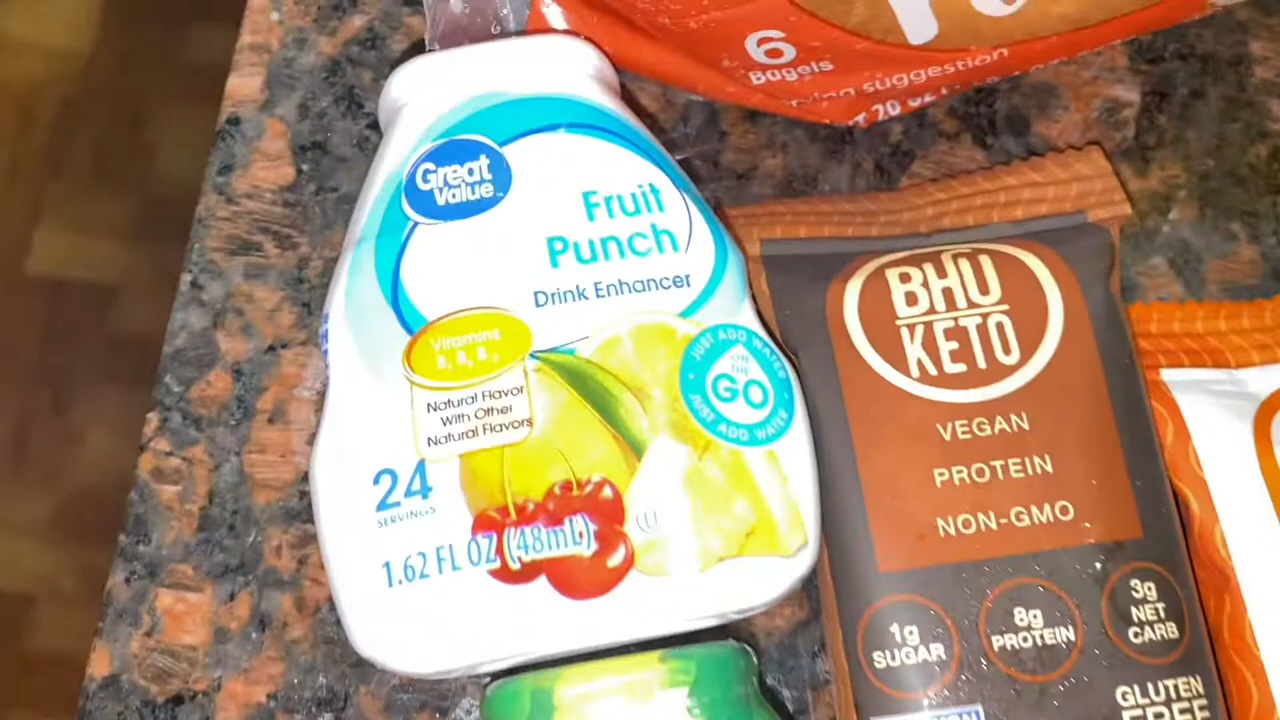 6
Bagels
serving suggestion
Great
Value
Fruit
Punch
Drink Enhancer
Vitamins
Natural Flavor
With Other
Natural Flavors
JUST ADD WATER
ON
THE
GO
JUST ADD WATER
24
SERVINGS
1.62 FL OZ (48mL)
BHU
KETO
VEGAN
PROTEIN
NON-GMO
1g
SUGAR
8g
PROTEIN
3g
NET
CARB
GLUTEN
FREE